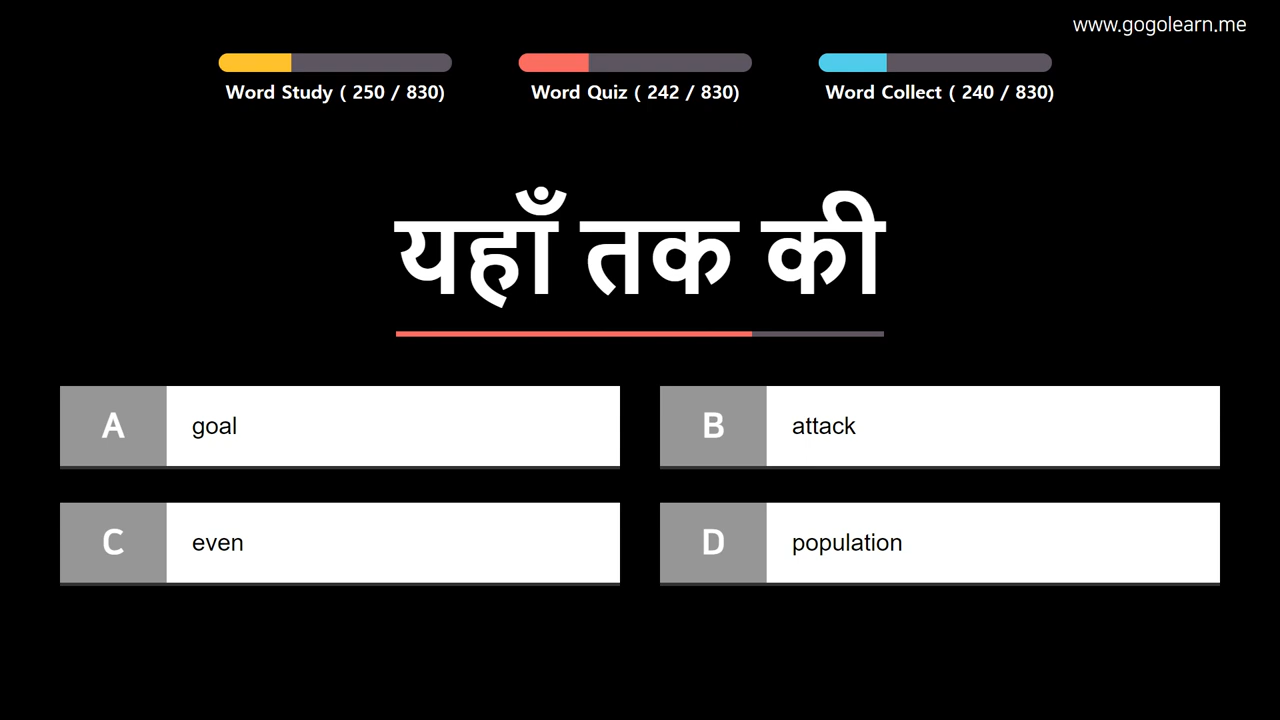 www.gogolearn.me
Word Study ( 250 / 830)
Word Quiz ( 242 / 830)
Word Collect ( 240 / 830)
यहाँ तक की
A
goal
B
attack
C
even
D
population